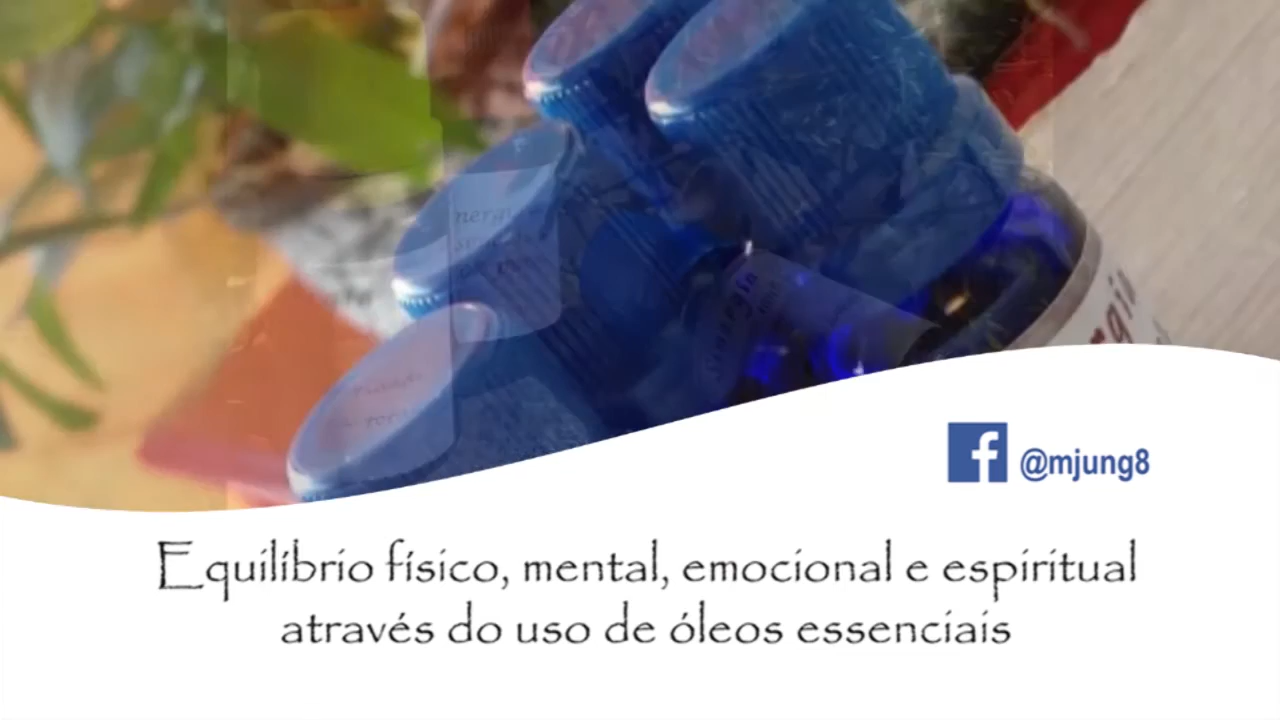 @mjung8
Equilíbrio físico, mental, emocional e espiritual
através do uso de óleos essenciais